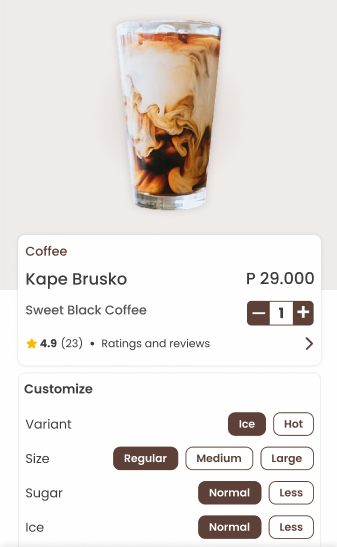 Coffee
Kape Brusko P 29.000
Sweet Black Coffee – 1 +
4.9 (23) • Ratings and reviews
Customize
Variant Ice Hot
Size Regular Medium Large
Sugar Normal Less
Ice Normal Less